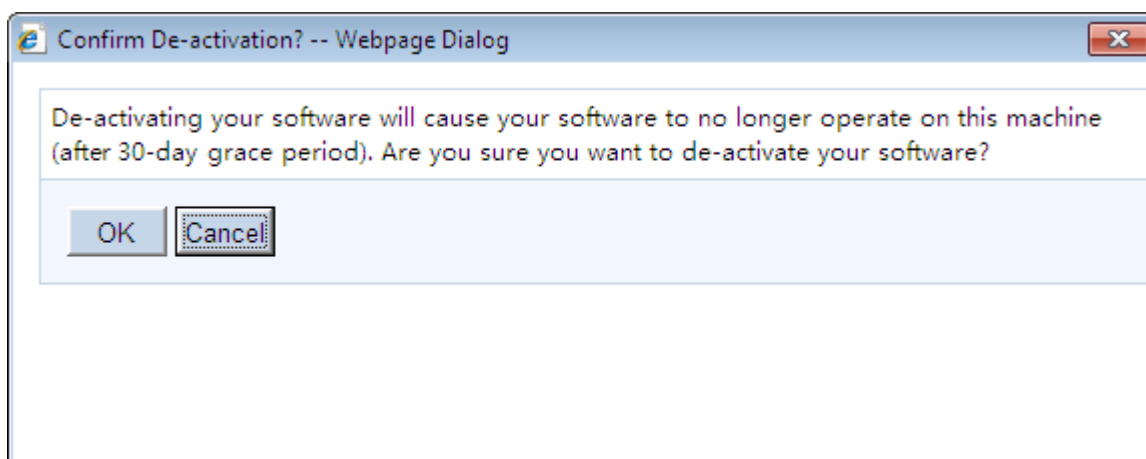 Confirm De-activation? -- Webpage Dialog
De-activating your software will cause your software to no longer operate on this machine
(after 30-day grace period). Are you sure you want to de-activate your software?
OK Cancel